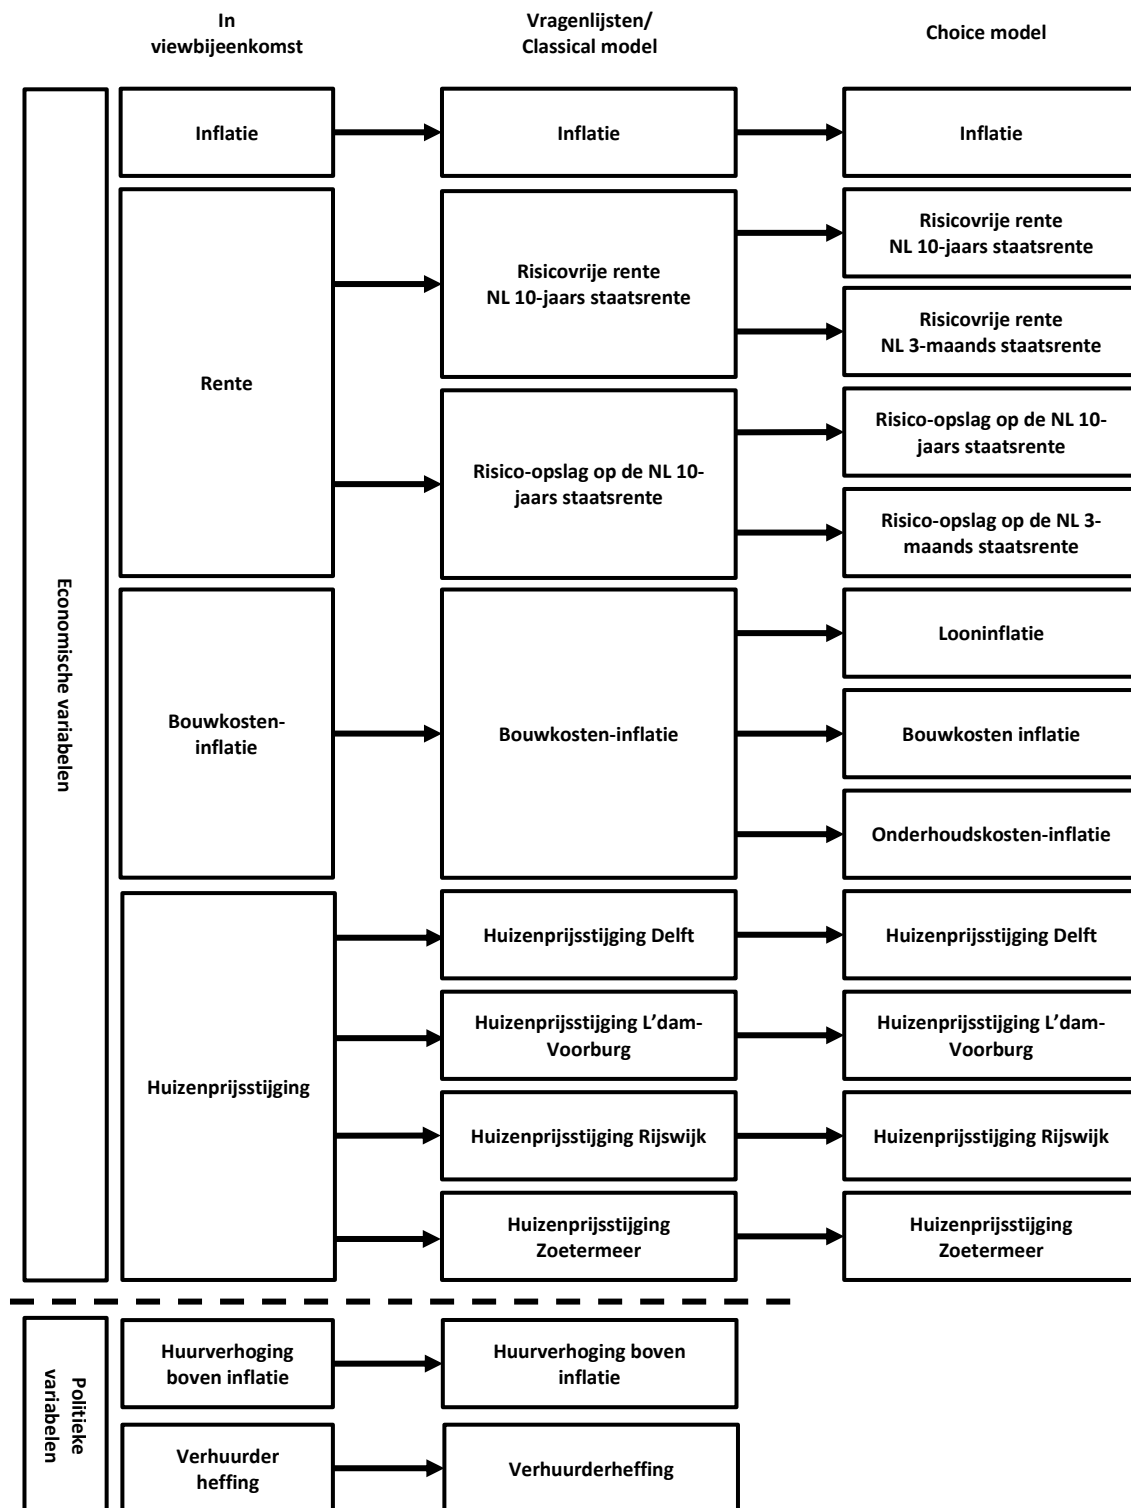 In
viewbijeenkomst
Vragenlijsten/
Classical model
Choice model
Economische variabelen
Inflatie
Inflatie
Inflatie
Rente
Risicovrije rente
NL 10-jaars staatsrente
Risicovrije rente
NL 10-jaars staatsrente
Risicovrije rente
NL 3-maands staatsrente
Risico-opslag op de NL 10-
jaars staatsrente
Risico-opslag op de NL 10-
jaars staatsrente
Risico-opslag op de NL 3-
maands staatsrente
Bouwkosten-
inflatie
Bouwkosten-inflatie
Looninflatie
Bouwkosten inflatie
Onderhoudskosten-inflatie
Huizenprijsstijging
Huizenprijsstijging Delft
Huizenprijsstijging Delft
Huizenprijsstijging L’dam-
Voorburg
Huizenprijsstijging L’dam-
Voorburg
Huizenprijsstijging Rijswijk
Huizenprijsstijging Rijswijk
Huizenprijsstijging
Zoetermeer
Huizenprijsstijging
Zoetermeer
Politieke
variabelen
Huurverhoging
boven inflatie
Huurverhoging boven
inflatie
Verhuurder
heffing
Verhuurderheffing